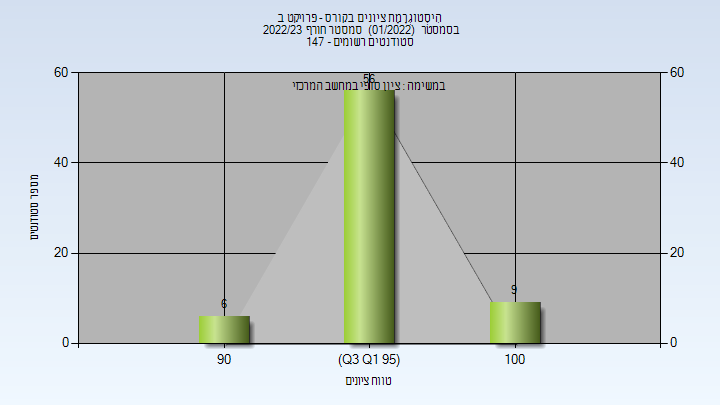 היסטוגרמת ציונים בקורס - פרויקט ב
בסמסטר (01/2022) סמסטר חורף 2022/23
סטודנטים רשומים - 147
במשימה : ציון סופי במחשב המרכזי
60
60
56
40
40
מספר סטודנטים
20
20
6
9
0
0
90
(Q3 Q1 95)
100
טווח ציונים